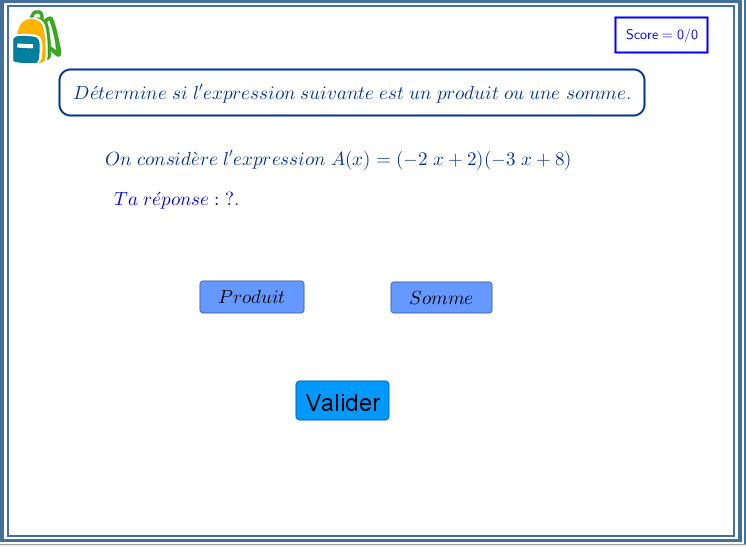 Score = 0/0
Détermine si l'expression suivante est un produit ou une somme.
On considère l'expression A(x) = (−2 x + 2)(−3 x + 8)
Ta réponse : ?.
Produit
Somme
Valider